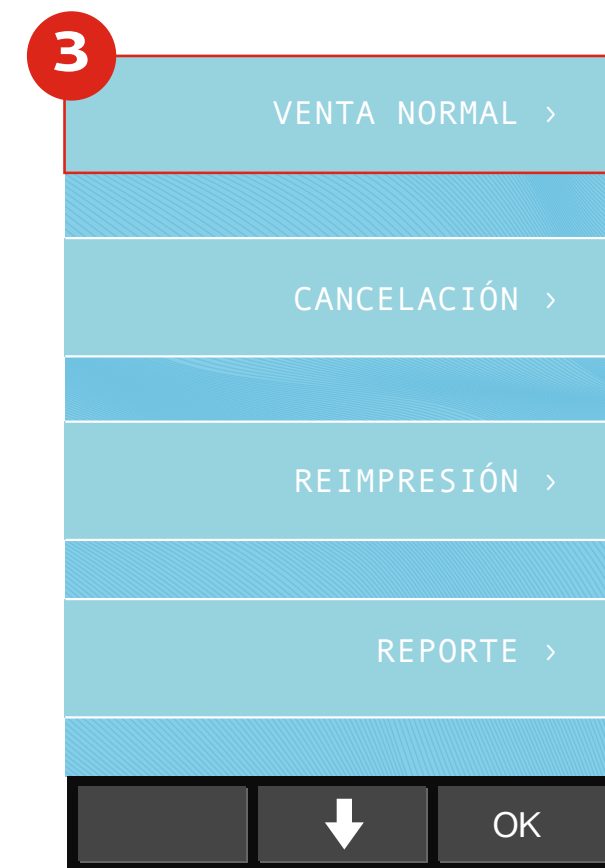 3
VENTA NORMAL >
CANCELACIÓN >
REIMPRESIÓN >
REPORTE >
OK